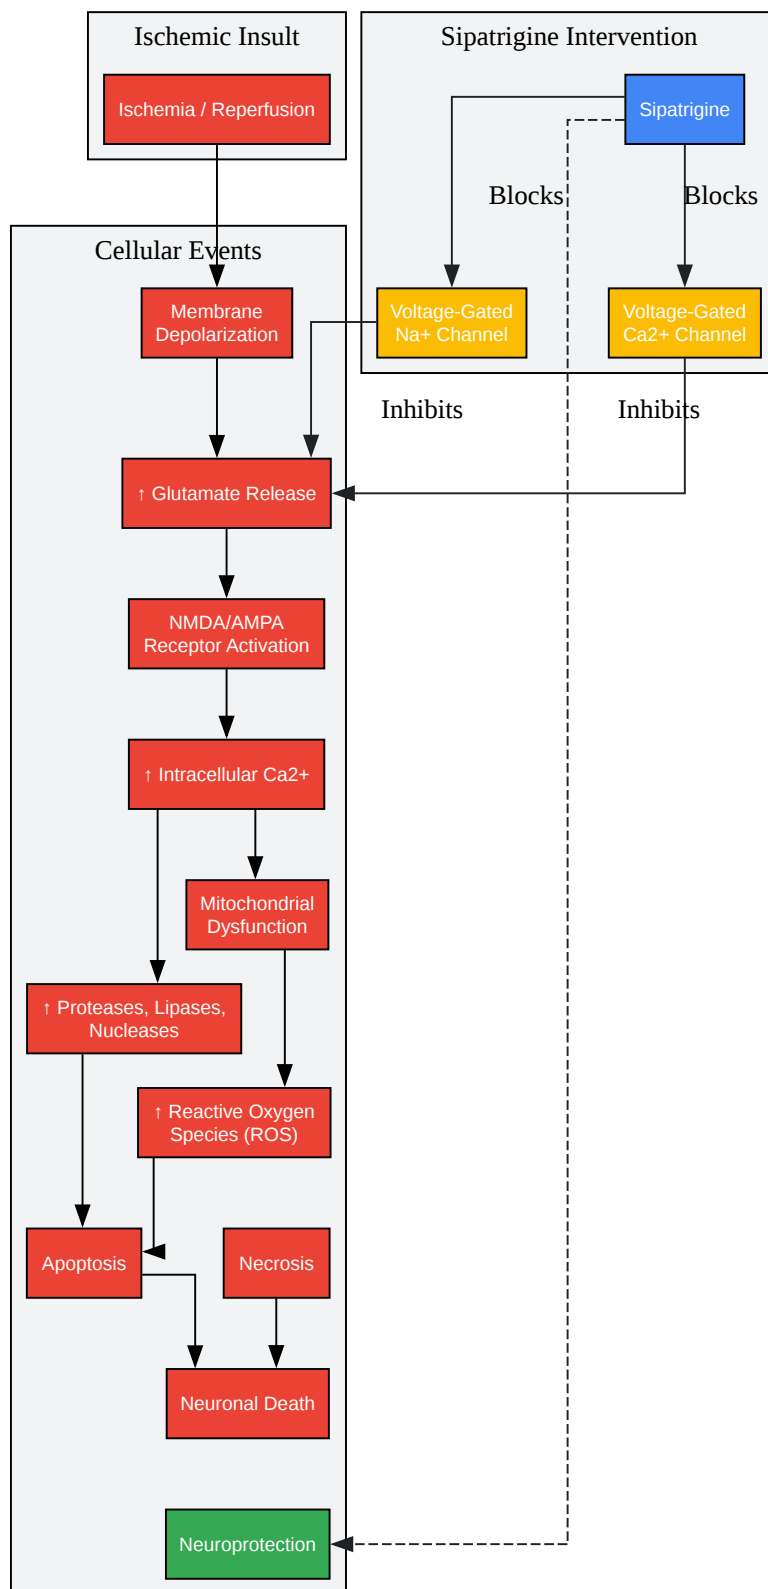 Ischemic Insult
Sipatrigine Intervention
Ischemia / Reperfusion
Sipatrigine
Blocks
Blocks
Cellular Events
Membrane
Depolarization
Voltage-Gated
Na+ Channel
Voltage-Gated
Ca2+ Channel
Inhibits
Inhibits
↑ Glutamate Release
NMDA/AMPA
Receptor Activation
↑ Intracellular Ca2+
Mitochondrial
Dysfunction
↑ Proteases, Lipases,
Nucleases
↑ Reactive Oxygen
Species (ROS)
Apoptosis
Necrosis
Neuronal Death
Neuroprotection